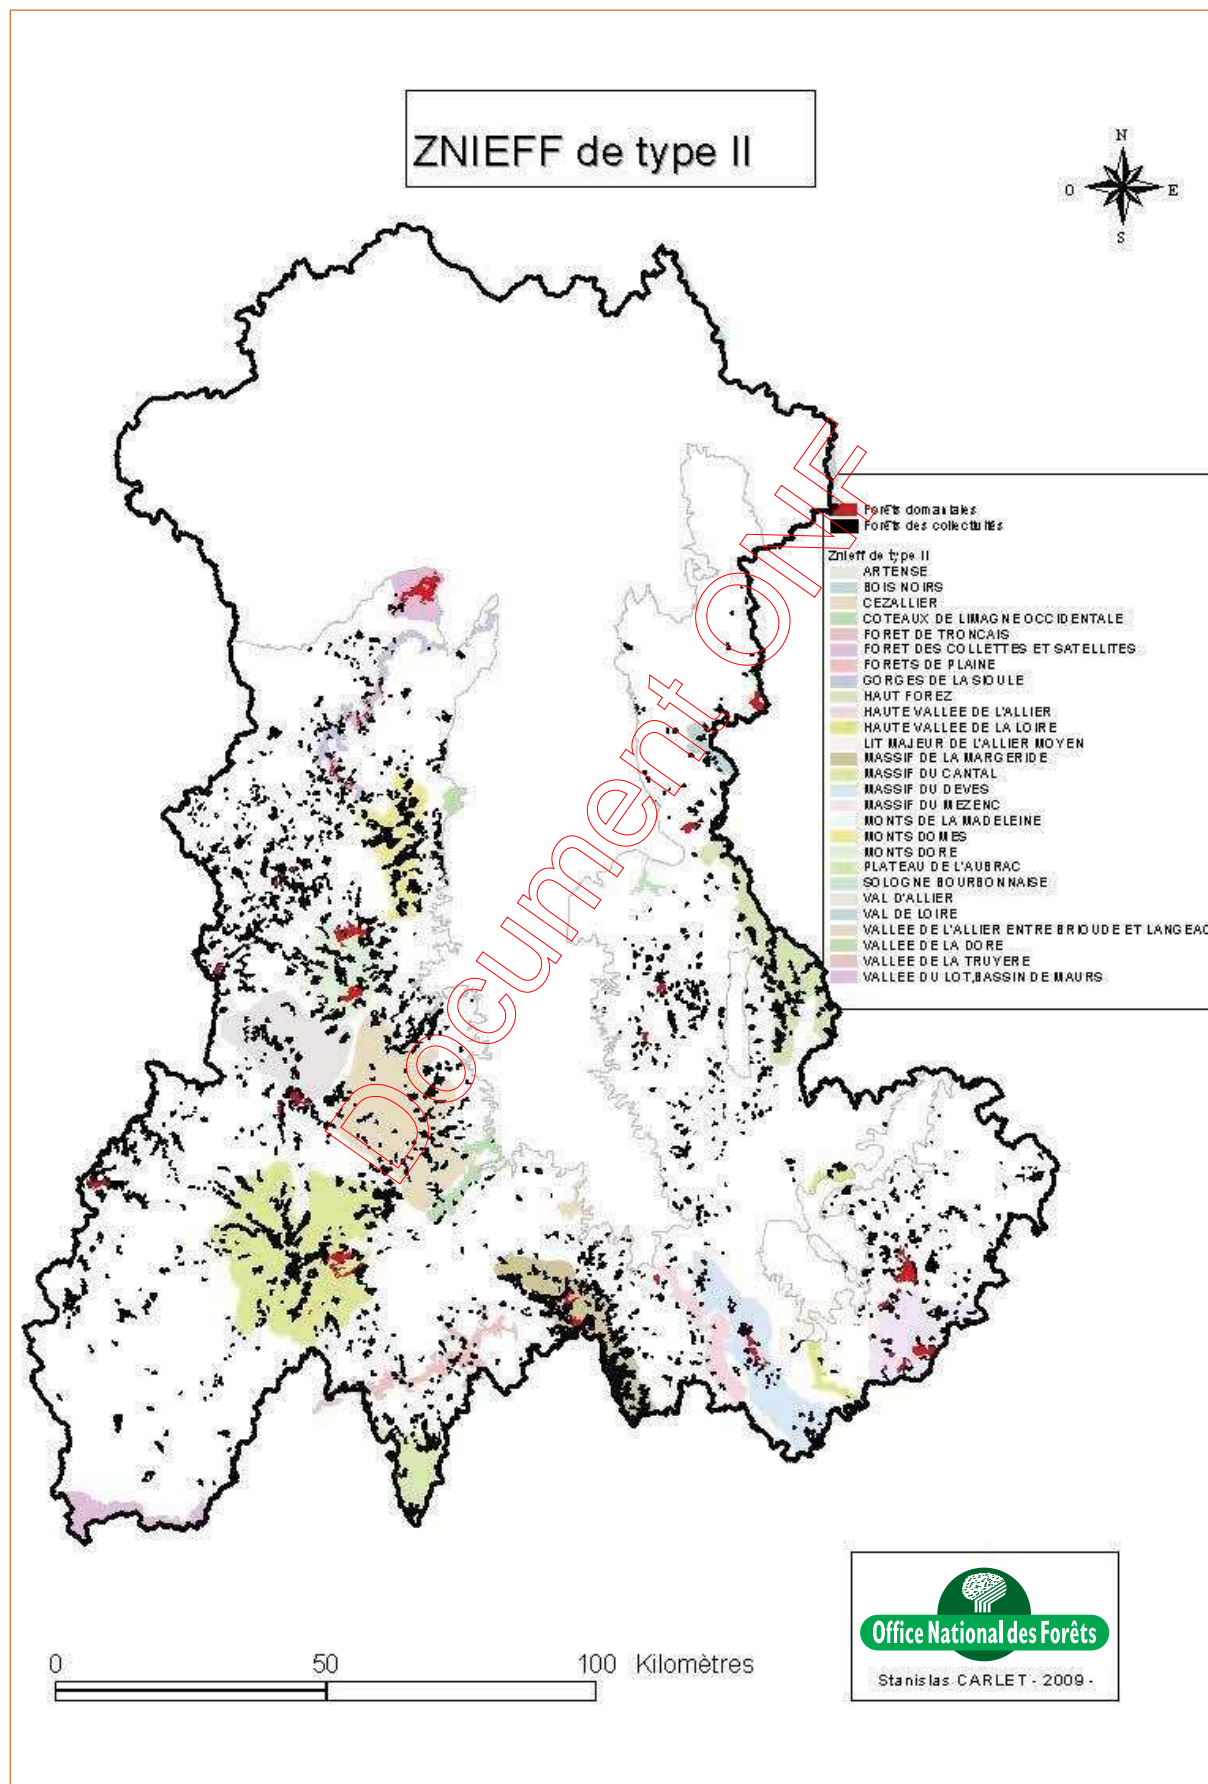 ZNIEFF de type II
N
O
E
S
Forêts domaniales
Forêts des collectivités
Znieff de type II
ARTENSE
BOIS NOIRS
CEZALLIER
COTEAUX DE LIMAGNE OCCIDENTALE
FORET DE TRONCAIS
FORET DES COLLETTES ET SATELLITES
FORETS DE PLAINE
GORGES DE LA SIOULE
HAUT FOREZ
HAUTE VALLEE DE L'ALLIER
HAUTE VALLEE DE LA LOIRE
LIT MAJEUR DE L'ALLIER MOYEN
MASSIF DE LA MARGERIDE
MASSIF DU CANTAL
MASSIF DU DEVES
MASSIF DU MEZENC
MONTS DE LA MADELEINE
MONTS DOMES
MONTS DORE
PLATEAU DE L'AUBRAC
SOLOGNE BOURBONNAISE
VAL D'ALLIER
VAL DE LOIRE
VALLEE DE L'ALLIER ENTRE BRIOUDE ET LANGEAC
VALLEE DE LA DORE
VALLEE DE LA TRUYERE
VALLEE DU LOT,BASSIN DE MAURS
Document ONF
Office National des Forêts
Stanislas CARLET - 2009 -
0 50 100 Kilomètres